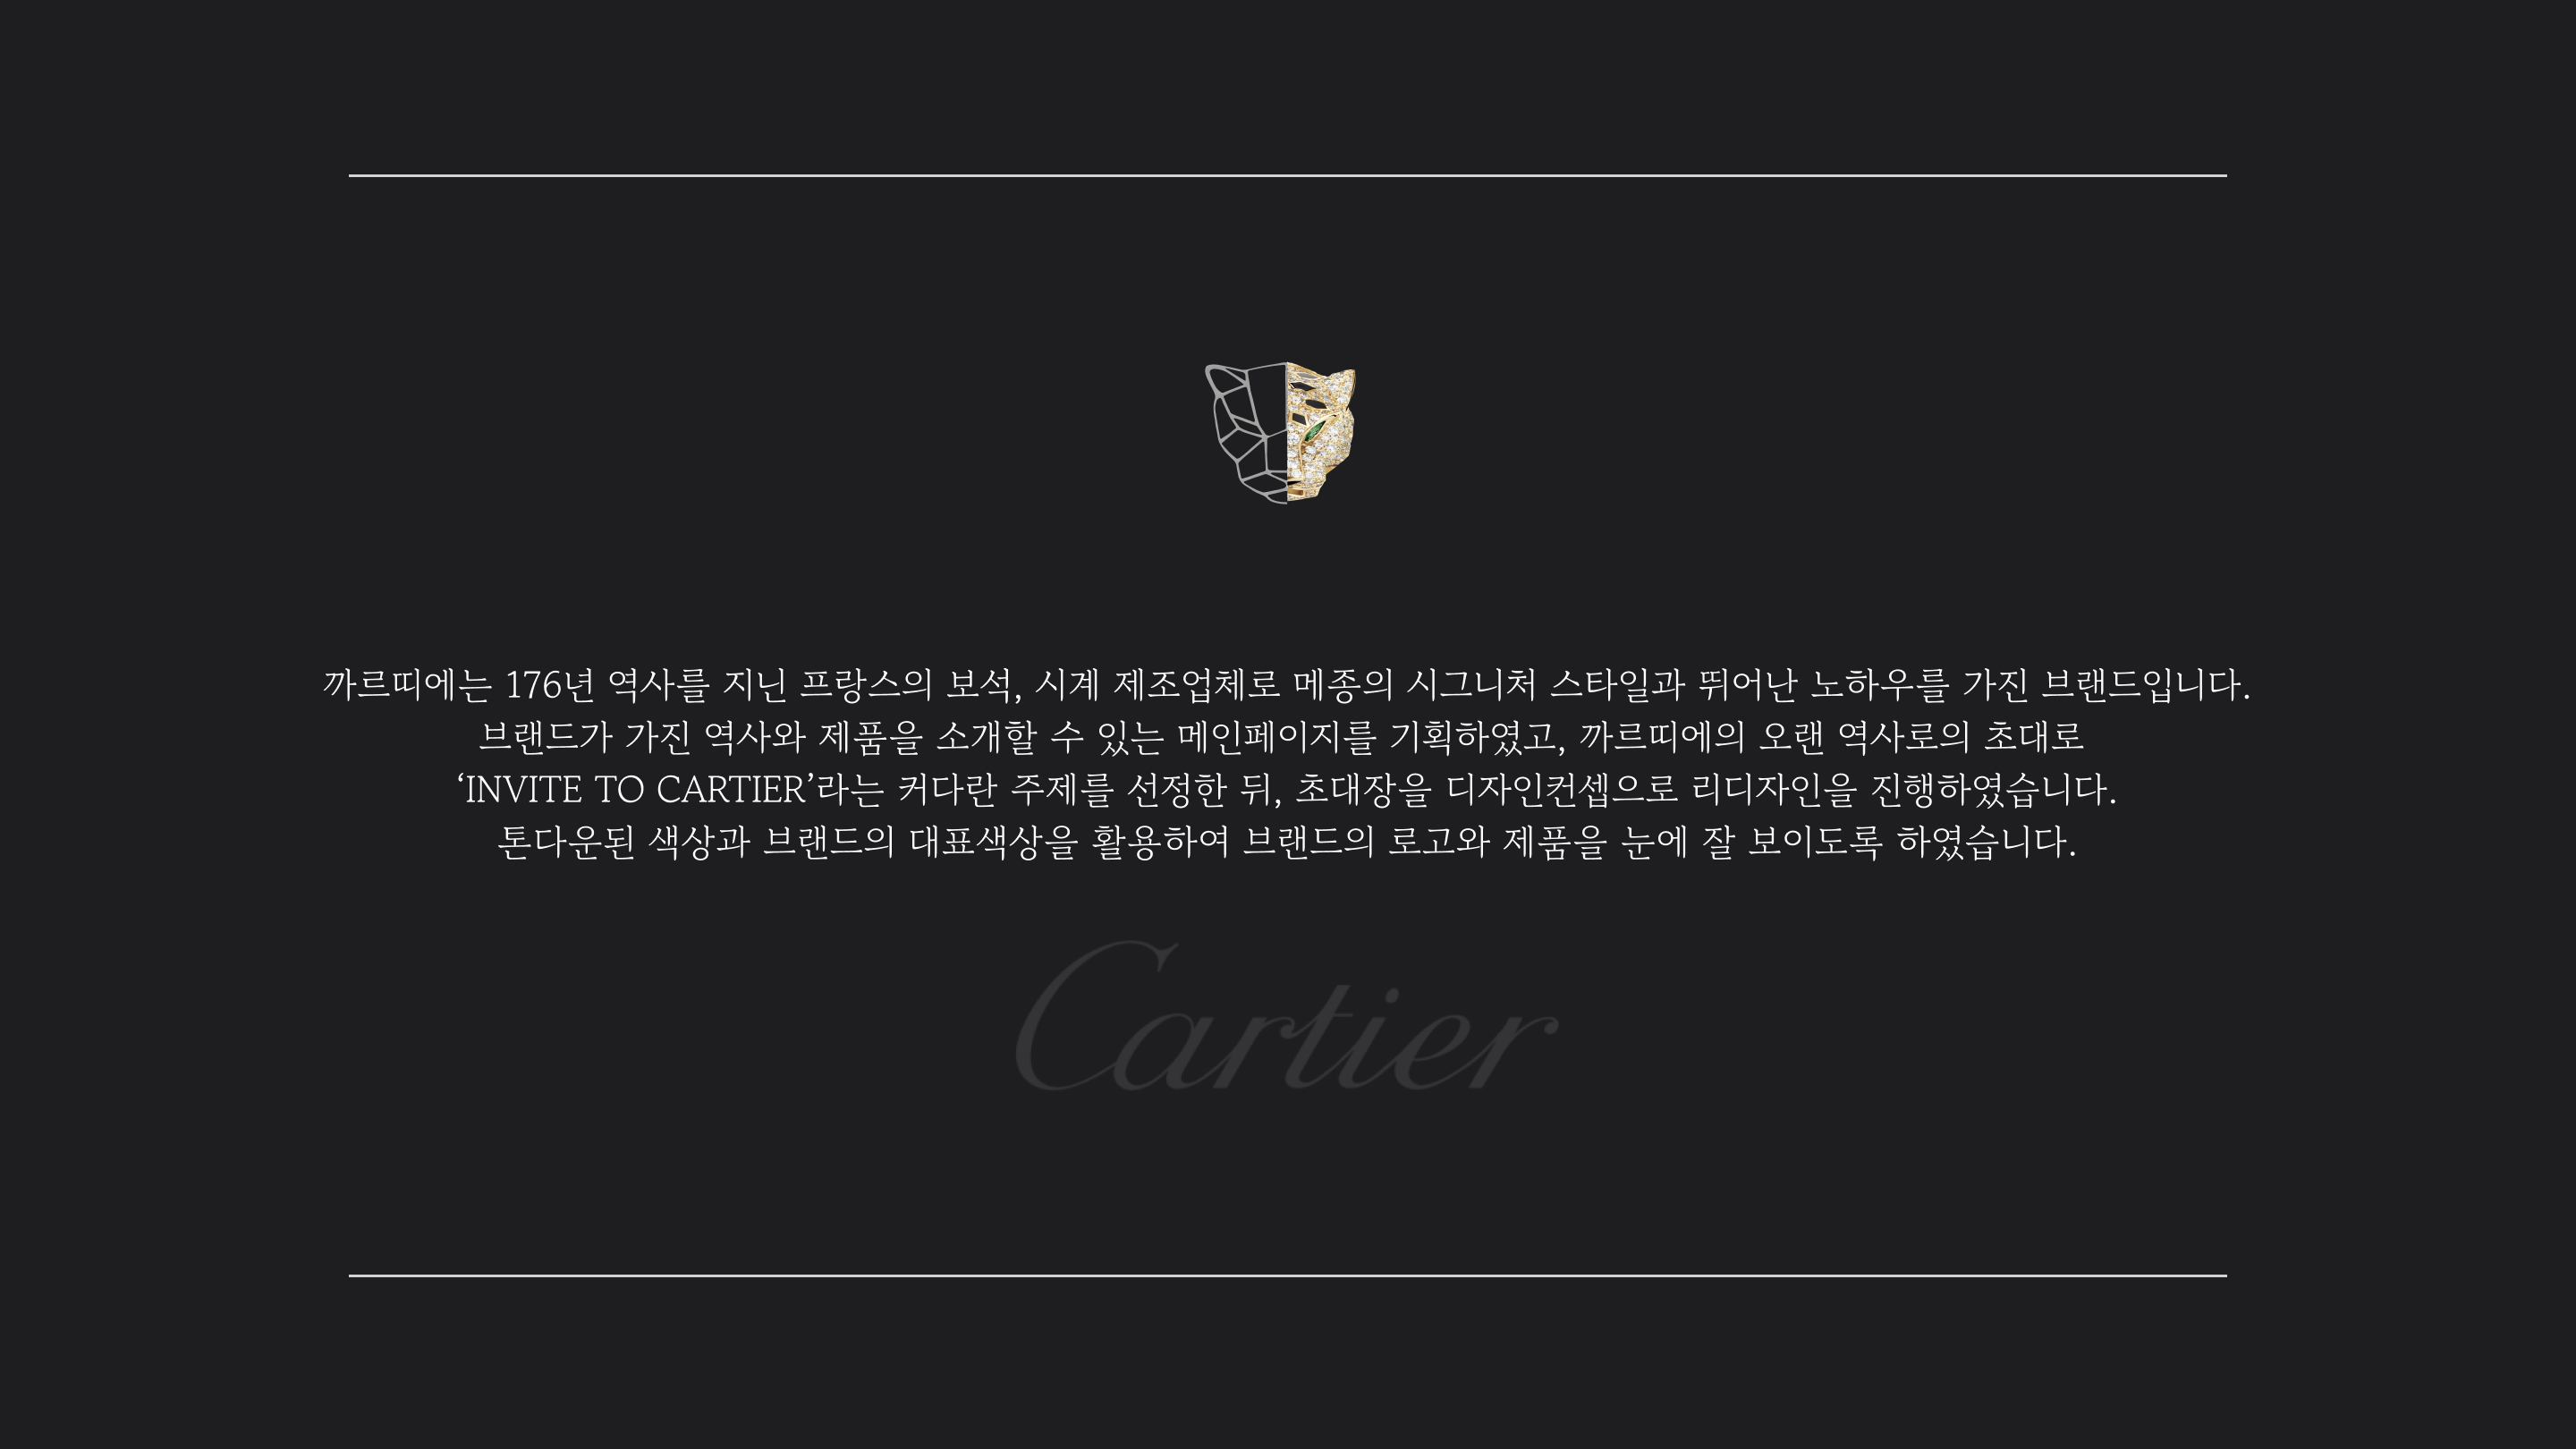 까르띠에는 176년 역사를 지닌 프랑스의 보석, 시계 제조업체로 메종의 시그니처 스타일과 뛰어난 노하우를 가진 브랜드입니다.
브랜드가 가진 역사와 제품을 소개할 수 있는 메인페이지를 기획하였고, 까르띠에의 오랜 역사로의 초대로
‘INVITE TO CARTIER’라는 커다란 주제를 선정한 뒤, 초대장을 디자인컨셉으로 리디자인을 진행하였습니다.
톤다운된 색상과 브랜드의 대표색상을 활용하여 브랜드의 로고와 제품을 눈에 잘 보이도록 하였습니다.
Cartier